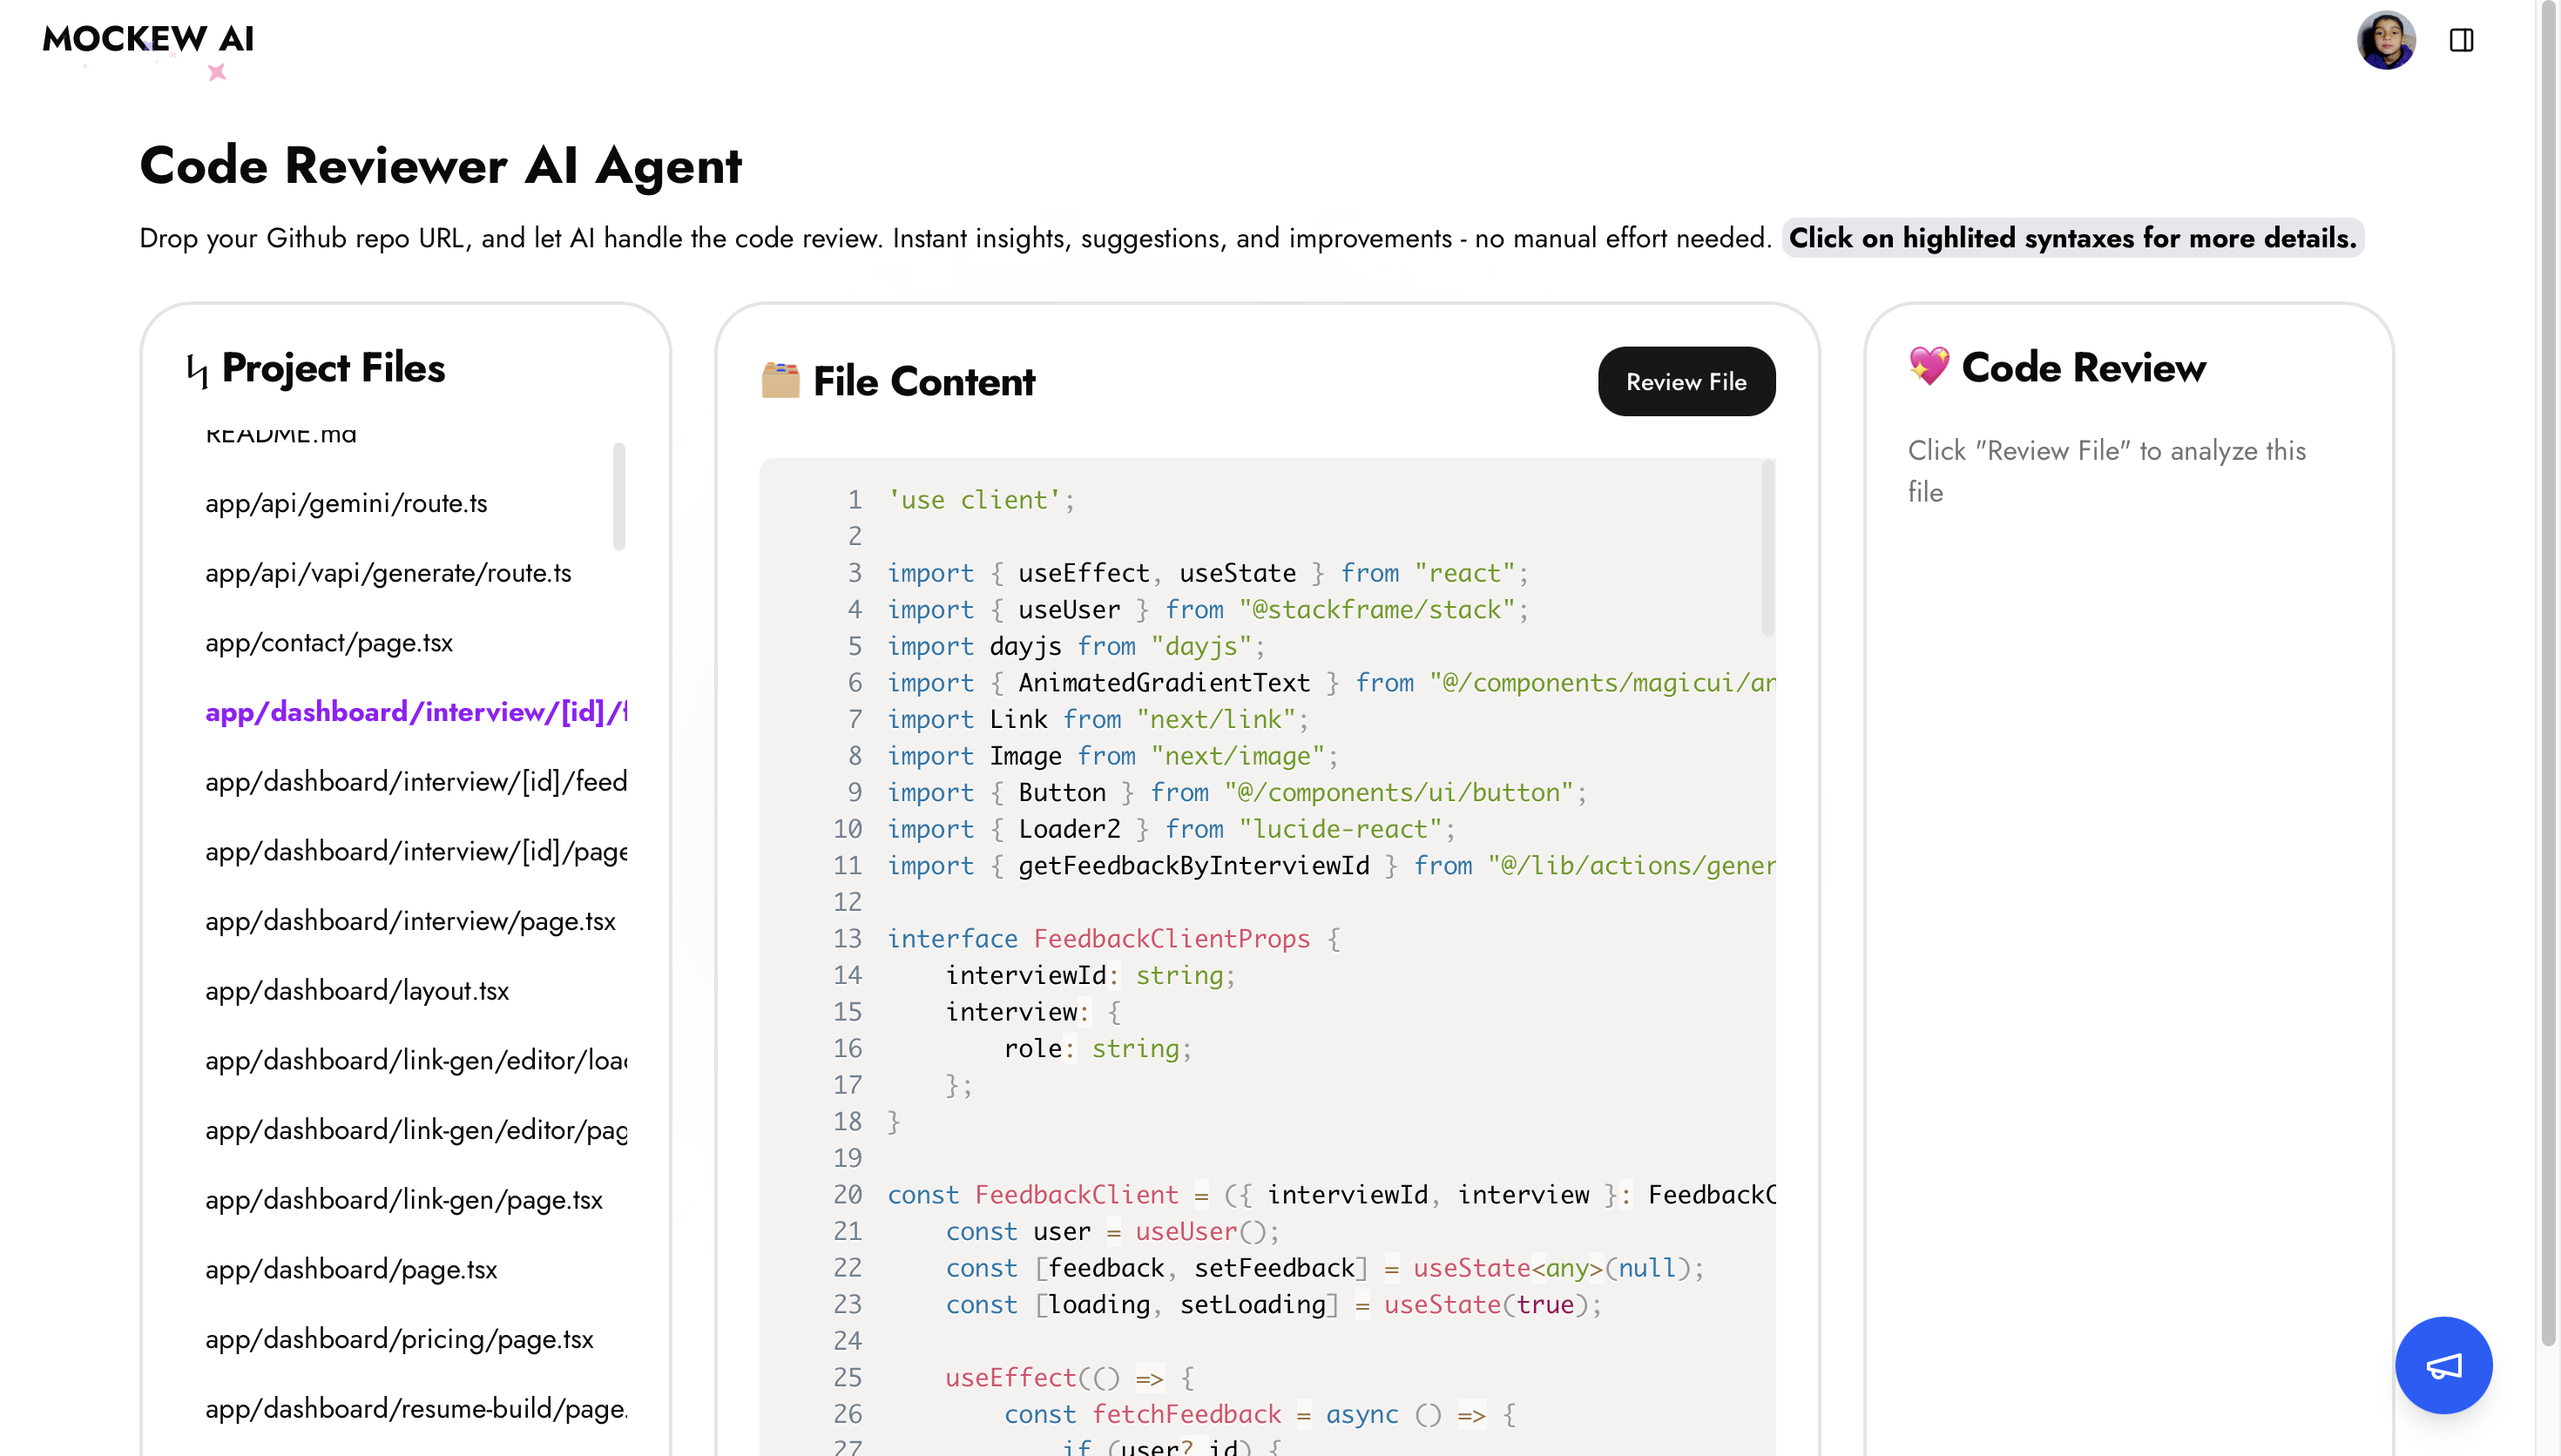 MOCKEW AI
Code Reviewer AI Agent
Drop your Github repo URL, and let AI handle the code review. Instant insights, suggestions, and improvements - no manual effort needed. Click on highlited syntaxes for more details.
Project Files
README.md
app/api/gemini/route.ts
app/api/vapi/generate/route.ts
app/contact/page.tsx
app/dashboard/interview/[id]/f
app/dashboard/interview/[id]/feed
app/dashboard/interview/[id]/page
app/dashboard/interview/page.tsx
app/dashboard/layout.tsx
app/dashboard/link-gen/editor/loa
app/dashboard/link-gen/editor/pag
app/dashboard/link-gen/page.tsx
app/dashboard/page.tsx
app/dashboard/pricing/page.tsx
app/dashboard/resume-build/page.
File Content
Review File
1 'use client';
2
3 import { useEffect, useState } from "react";
4 import { useUser } from "@stackframe/stack";
5 import dayjs from "dayjs";
6 import { AnimatedGradientText } from "@/components/magicui/an
7 import Link from "next/link";
8 import Image from "next/image";
9 import { Button } from "@/components/ui/button";
10 import { Loader2 } from "lucide-react";
11 import { getFeedbackByInterviewId } from "@/lib/actions/gener
12
13 interface FeedbackClientProps {
14     interviewId: string;
15     interview: {
16         role: string;
17     };
18 }
19
20 const FeedbackClient = ({ interviewId, interview }: FeedbackC
21     const user = useUser();
22     const [feedback, setFeedback] = useState<any>(null);
23     const [loading, setLoading] = useState(true);
24
25     useEffect(() => {
26         const fetchFeedback = async () => {
27             if (user?.id) {
Code Review
Click "Review File" to analyze this
file